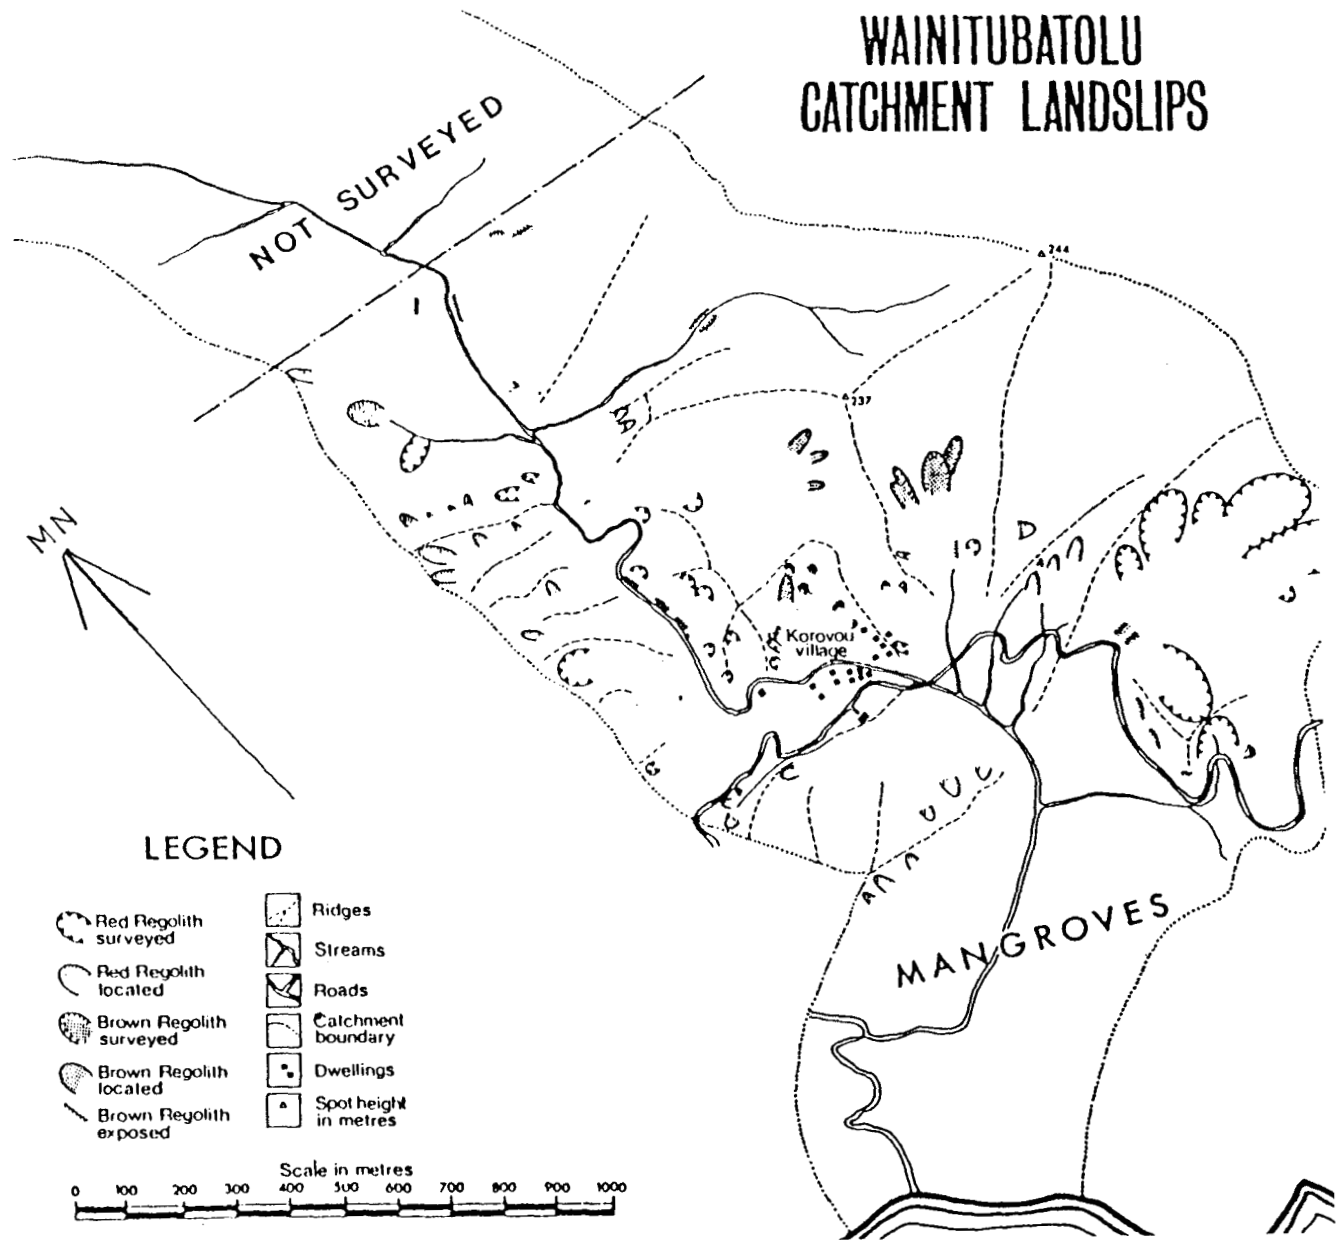 WAINITUBATOLU
CATCHMENT LANDSLIPS
NOT SURVEYED
244
237
MN
D
Korovou
village
MANGROVES
LEGEND
Red Regolith
surveyed
Red Regolith
located
Brown Regolith
surveyed
Brown Regolith
located
Brown Regolith
exposed
Ridges
Streams
Roads
Catchment
boundary
Dwellings
Spot height
in metres
Scale in metres
0 100 200 300 400 500 600 700 800 900 1000